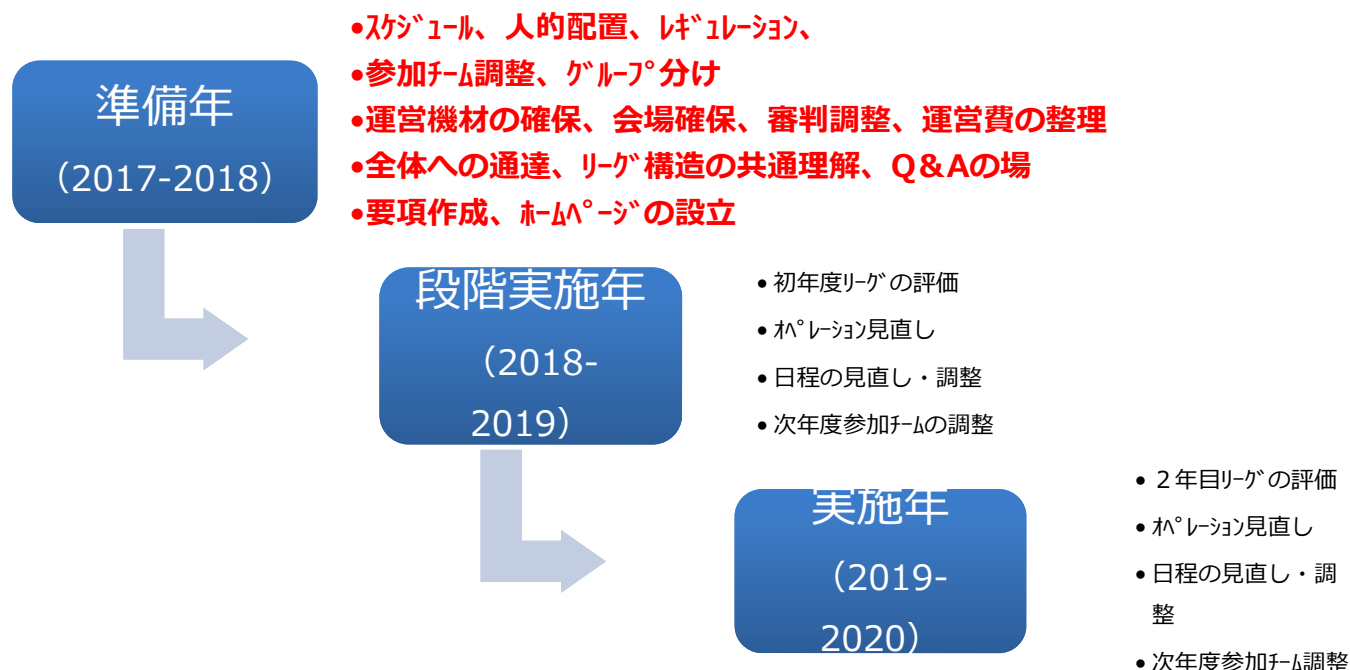 •ｽｹｼﾞｭｰﾙ、人的配置、ﾚｷﾞｭﾚｰｼｮﾝ、
•参加ﾁｰﾑ調整、ｸﾞﾙｰﾌﾟ分け
•運営機材の確保、会場確保、審判調整、運営費の整理
•全体への通達、ﾘｰｸﾞ構造の共通理解、Q＆Aの場
•要項作成、ﾎｰﾑﾍﾟｰｼﾞの設立
準備年
（2017-2018）
段階実施年
（2018-
2019）
•初年度ﾘｰｸﾞの評価
•ｵﾍﾟﾚｰｼｮﾝ見直し
•日程の見直し・調整
•次年度参加ﾁｰﾑの調整
実施年
（2019-
2020）
•２年目ﾘｰｸﾞの評価
•ｵﾍﾟﾚｰｼｮﾝ見直し
•日程の見直し・調
整
•次年度参加ﾁｰﾑ調整